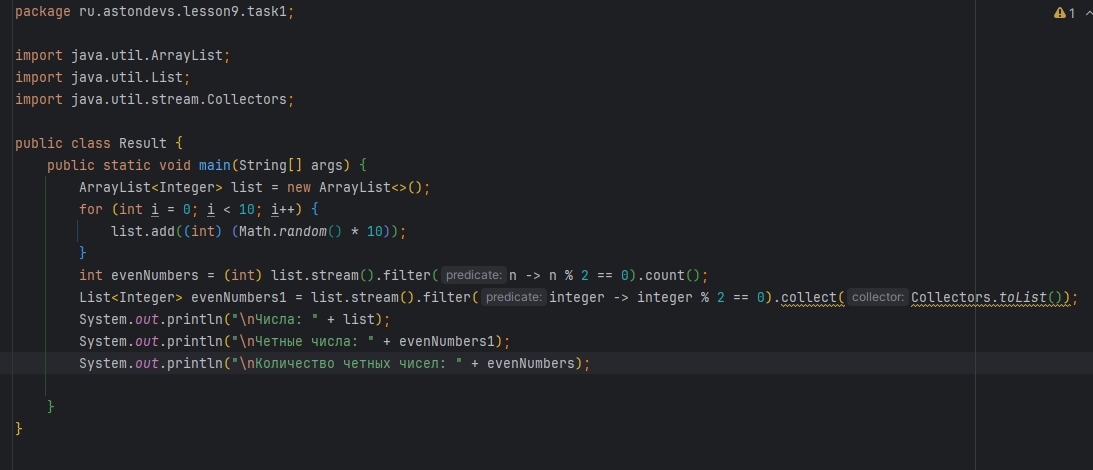 package ru.astondevs.lesson9.task1;
1
import java.util.ArrayList;
import java.util.List;
import java.util.stream.Collectors;
public class Result {
public static void main(String[] args) {
ArrayList<Integer> list = new ArrayList<>();
for (int i = 0; i < 10; i++) {
list.add((int) (Math.random() * 10));
}
int evenNumbers = (int) list.stream().filter( predicate: n -> n % 2 == 0).count();
List<Integer> evenNumbers1 = list.stream().filter( predicate: integer -> integer % 2 == 0).collect( collector: Collectors.toList());
System.out.println("\nЧисла: " + list);
System.out.println("\nЧетные числа: " + evenNumbers1);
System.out.println("\nКоличество четных чисел: " + evenNumbers);
}
}